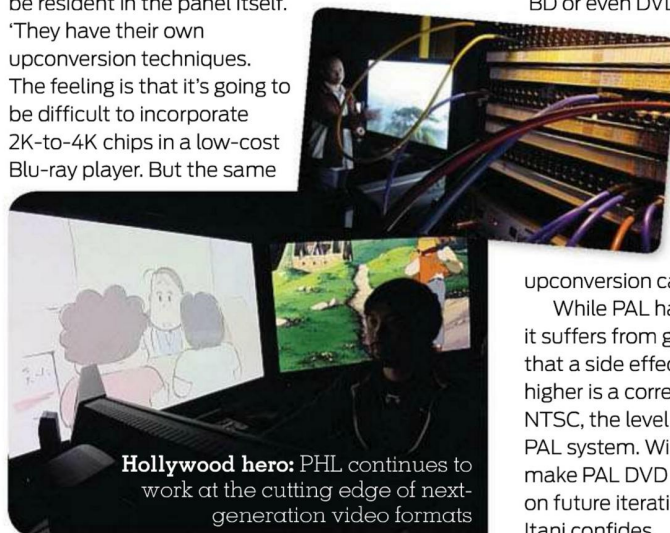 be resident in the panel itself.
‘They have their own
upconversion techniques.
The feeling is that it's going to
be difficult to incorporate
2K-to-4K chips in a low-cost
Blu-ray player. But the same
Hollywood hero: PHL continues to
work at the cutting edge of next-
generation video formats
BD or even DVD
upconversion ca
While PAL ha
it suffers from g
that a side effec
higher is a corre
NTSC, the level
PAL system. Wi
make PAL DVD
on future iterati
Itani confides